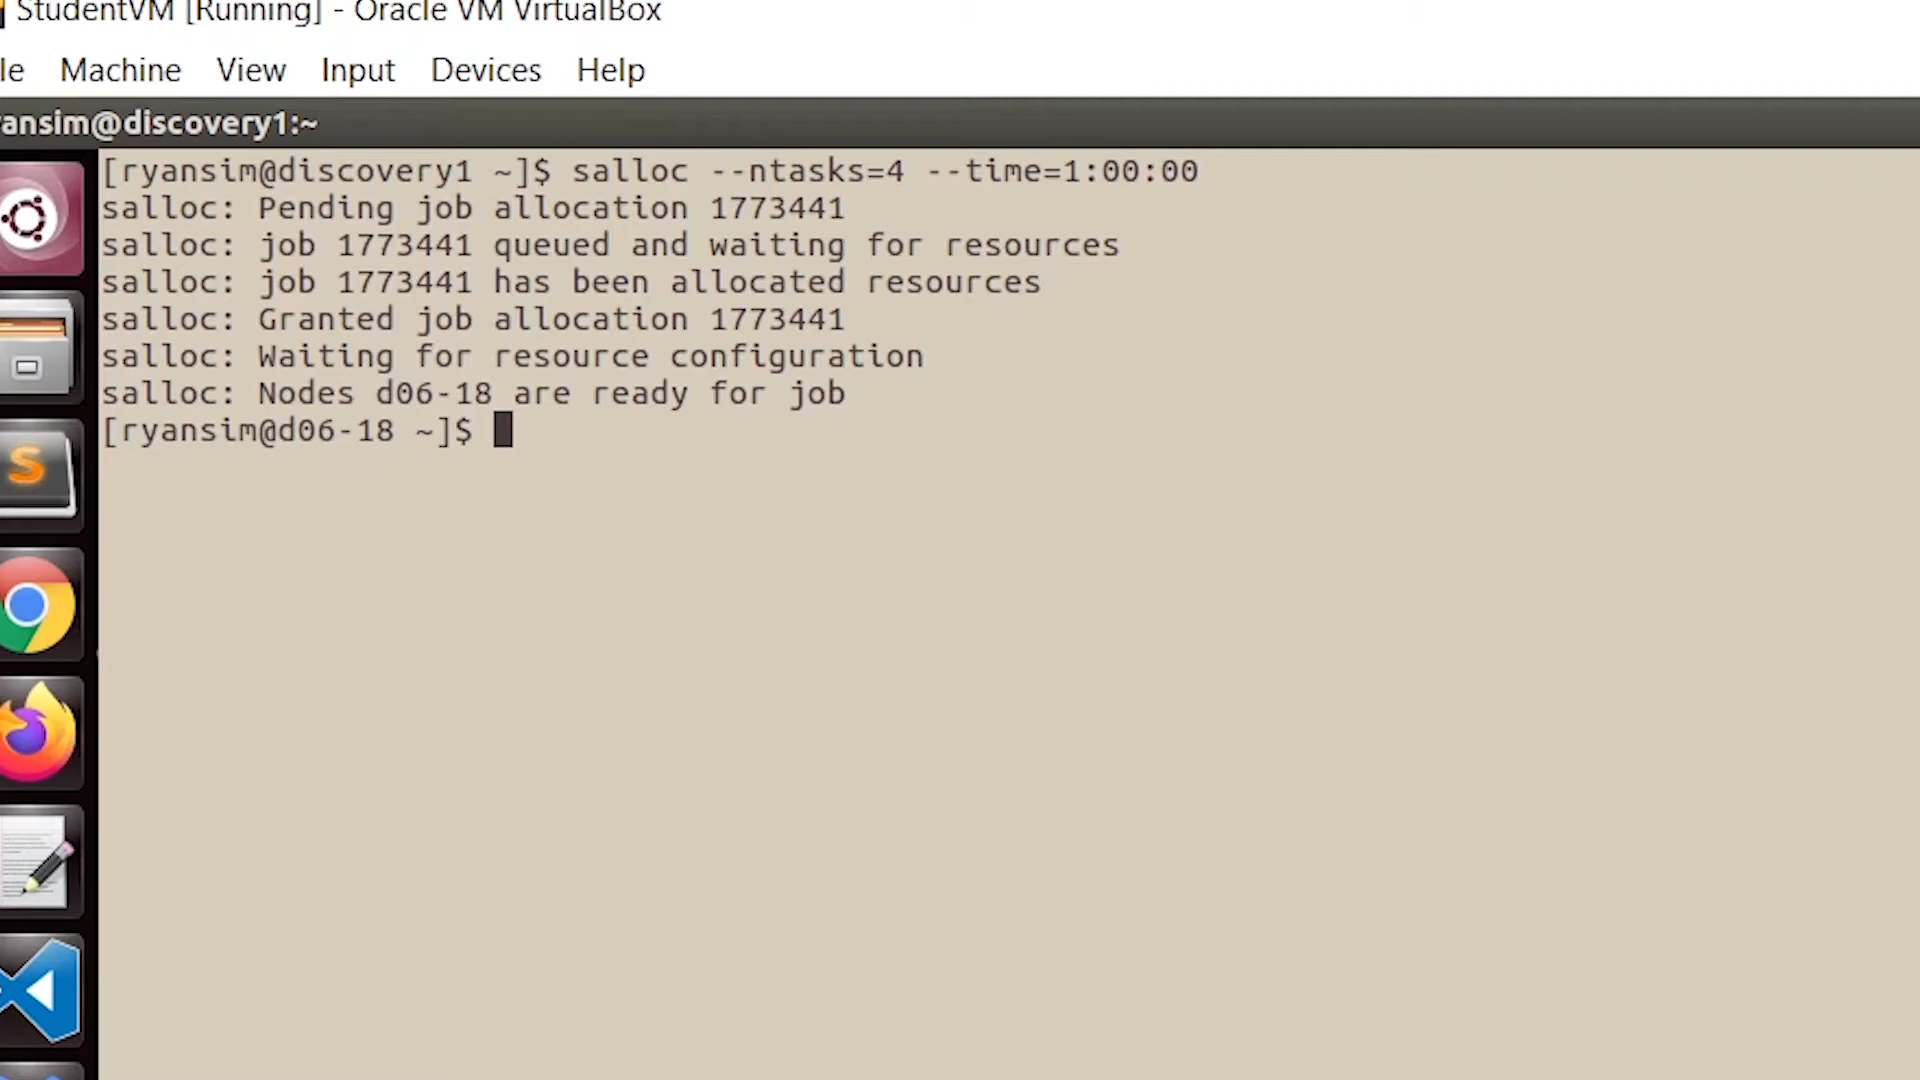 StudentVM [Running] - Oracle VM VirtualBox
le Machine View Input Devices Help
ansim@discovery1:~
[ryansim@discovery1 ~]$ salloc --ntasks=4 --time=1:00:00
salloc: Pending job allocation 1773441
salloc: job 1773441 queued and waiting for resources
salloc: job 1773441 has been allocated resources
salloc: Granted job allocation 1773441
salloc: Waiting for resource configuration
salloc: Nodes d06-18 are ready for job
[ryansim@d06-18 ~]$